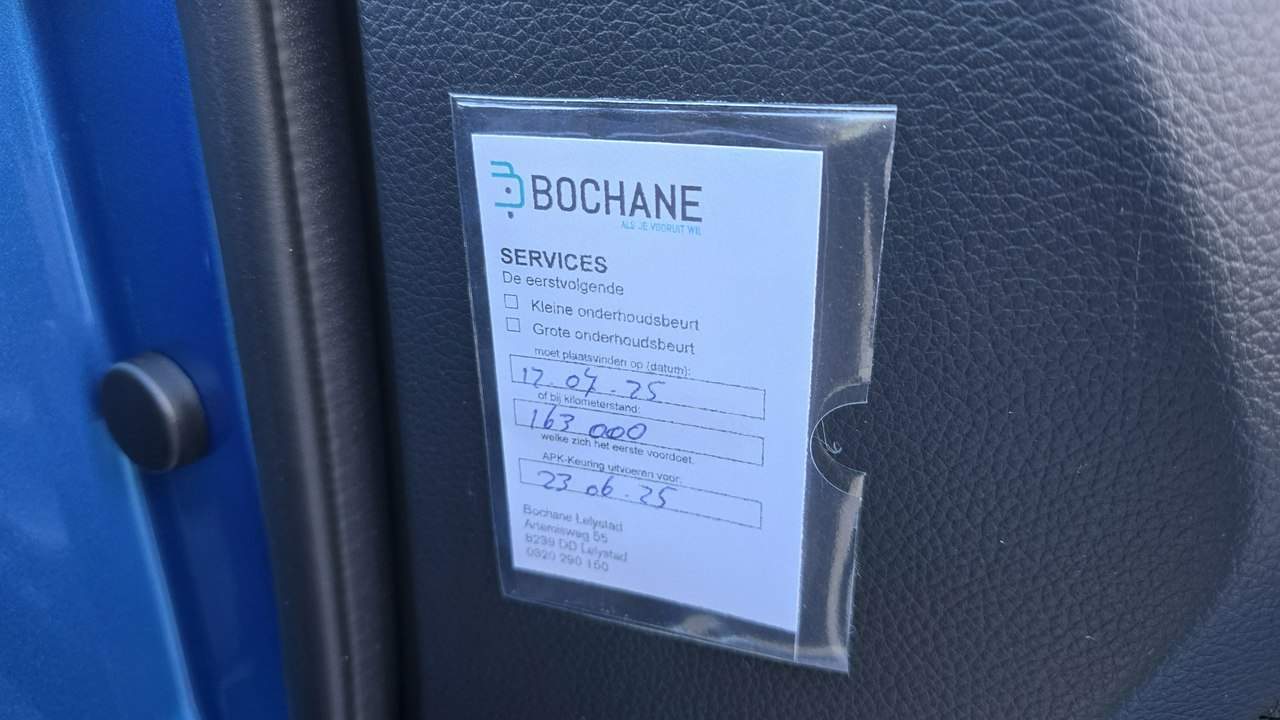 BOCHANE
ALS JE VOORUIT WIL
SERVICES
De eerstvolgende
Kleine onderhoudsbeurt
Grote onderhoudsbeurt
moet plaatsvinden op (datum):
17.04.25
of bij kilometerstand:
163 000
welke zich het eerste voordoet.
APK-Keuring uitvoeren voor:
23 06.25
Bochane Lelystad
Artemisweg 55
8239 DD Lelystad
0320 290 160